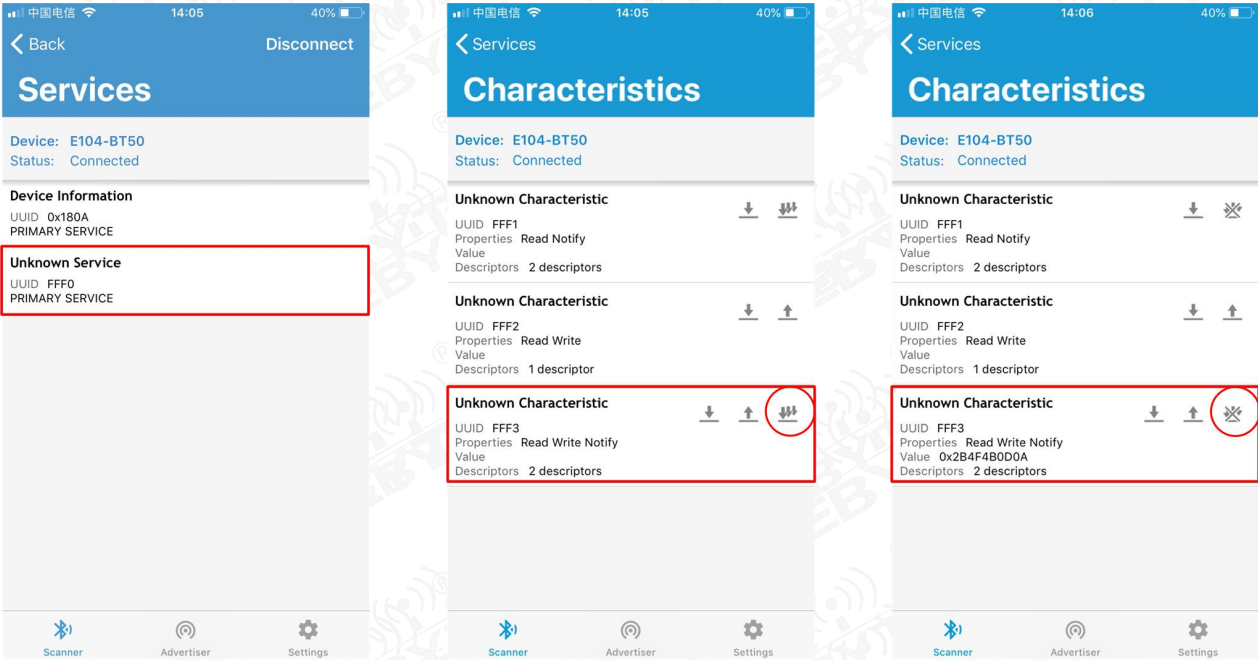 中国电信 14:05 40%
Back Disconnect
Services
Device: E104-BT50
Status: Connected
Device Information
UUID 0x180A
PRIMARY SERVICE
Unknown Service
UUID FFF0
PRIMARY SERVICE
Scanner Advertiser Settings
中国电信 14:05 40%
Services
Characteristics
Device: E104-BT50
Status: Connected
Unknown Characteristic
UUID FFF1
Properties Read Notify
Value
Descriptors 2 descriptors
Unknown Characteristic
UUID FFF2
Properties Read Write
Value
Descriptors 1 descriptor
Unknown Characteristic
UUID FFF3
Properties Read Write Notify
Value
Descriptors 2 descriptors
Scanner Advertiser Settings
中国电信 14:06 40%
Services
Characteristics
Device: E104-BT50
Status: Connected
Unknown Characteristic
UUID FFF1
Properties Read Notify
Value
Descriptors 2 descriptors
Unknown Characteristic
UUID FFF2
Properties Read Write
Value
Descriptors 1 descriptor
Unknown Characteristic
UUID FFF3
Properties Read Write Notify
Value 0x2B4F4B0D0A
Descriptors 2 descriptors
Scanner Advertiser Settings